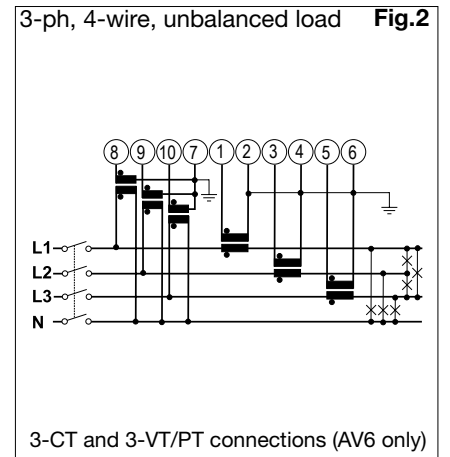 3-ph, 4-wire, unbalanced load Fig.2
8 9 10 7 1 2 3 4 5 6
L1
L2
L3
N
3-CT and 3-VT/PT connections (AV6 only)